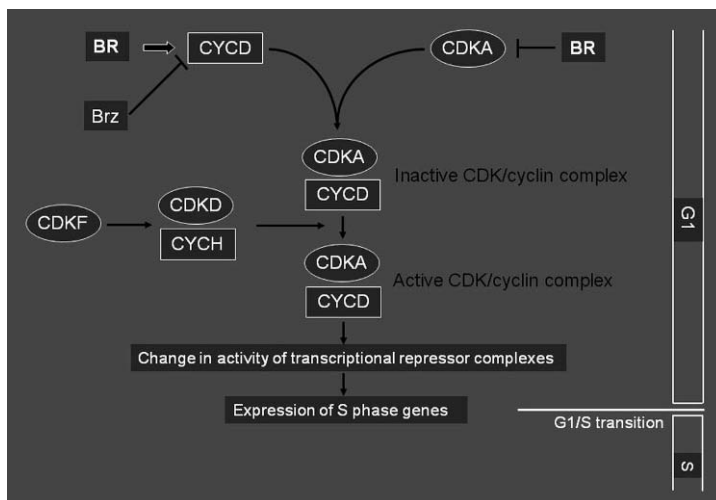 BR
CYCD
CDKA
BR
Brz
CDKA
Inactive CDK/cyclin complex
CYCD
CDKD
CDKF
CYCH
CDKA
Active CDK/cyclin complex
CYCD
G1
Change in activity of transcriptional repressor complexes
Expression of S phase genes
G1/S transition
S